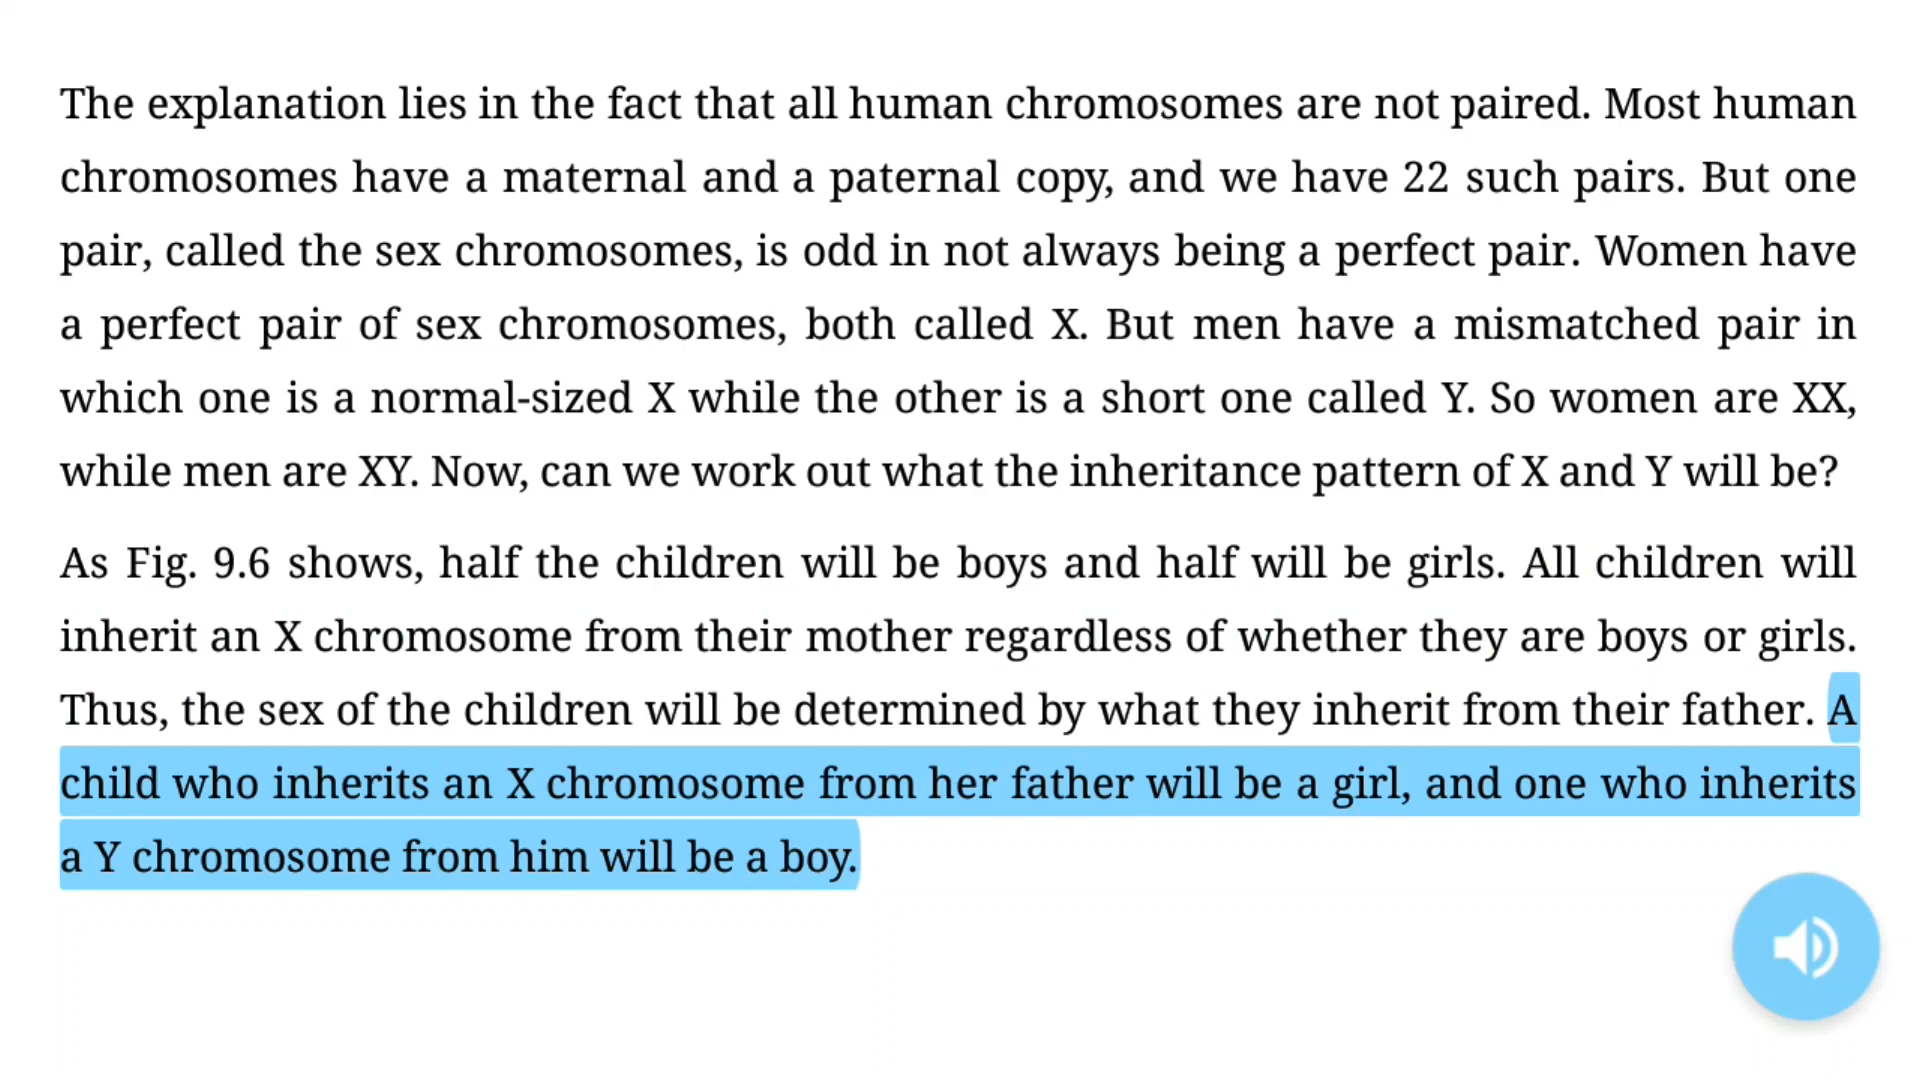 The explanation lies in the fact that all human chromosomes are not paired. Most human
chromosomes have a maternal and a paternal copy, and we have 22 such pairs. But one
pair, called the sex chromosomes, is odd in not always being a perfect pair. Women have
a perfect pair of sex chromosomes, both called X. But men have a mismatched pair in
which one is a normal-sized X while the other is a short one called Y. So women are XX,
while men are XY. Now, can we work out what the inheritance pattern of X and Y will be?
As Fig. 9.6 shows, half the children will be boys and half will be girls. All children will
inherit an X chromosome from their mother regardless of whether they are boys or girls.
Thus, the sex of the children will be determined by what they inherit from their father. A
child who inherits an X chromosome from her father will be a girl, and one who inherits
a Y chromosome from him will be a boy.